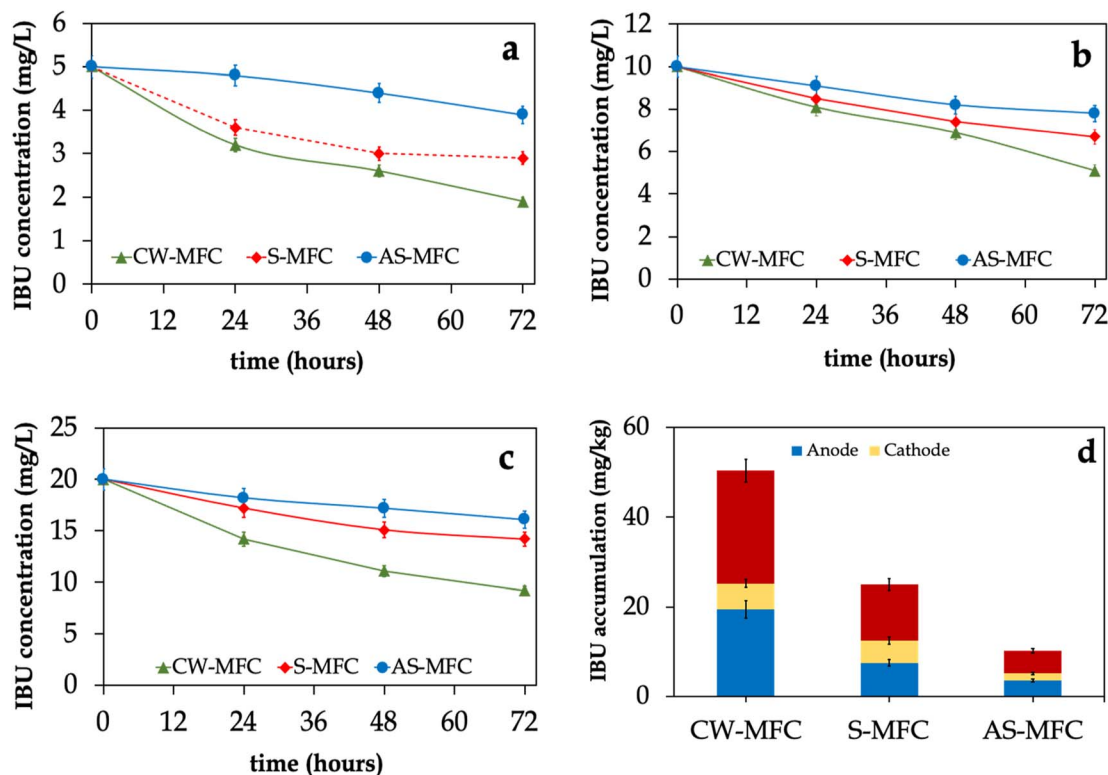 a
IBU concentration (mg/L)
6
5
4
3
2
1
0
CW-MFC S-MFC AS-MFC
0 12 24 36 48 60 72
time (hours)
b
IBU concentration (mg/L)
12
10
8
6
4
2
0
CW-MFC S-MFC AS-MFC
0 12 24 36 48 60 72
time (hours)
c
IBU concentration (mg/L)
25
20
15
10
5
0
CW-MFC S-MFC AS-MFC
0 12 24 36 48 60 72
time (hours)
d
IBU accumulation (mg/kg)
60
40
20
0
Anode Cathode
CW-MFC S-MFC AS-MFC